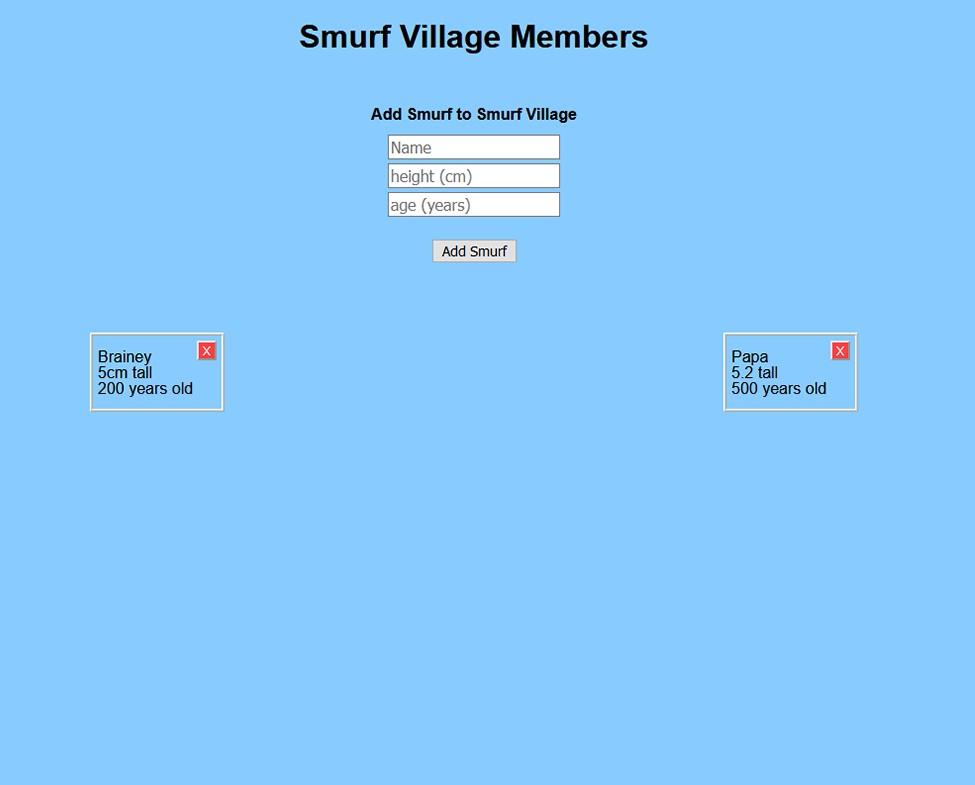 Smurf Village Members
Add Smurf to Smurf Village
Name
height (cm)
age (years)
Add Smurf
X
Brainey
5cm tall
200 years old
X
Papa
5.2 tall
500 years old